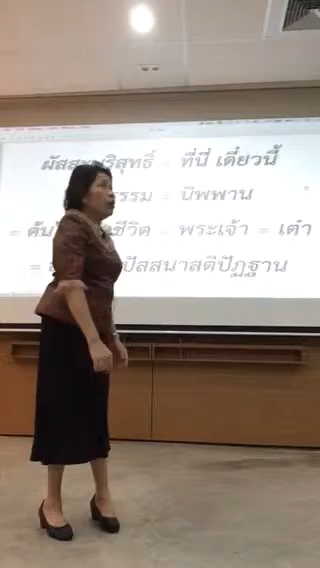 ผัสสะบริสุทธิ์ = ที่นี่ เดี๋ยวนี้
ธรรม = นิพพาน
= ต้น ชีวิต = พระเจ้า = เต๋า
= ปัสสนาสติปัฏฐาน